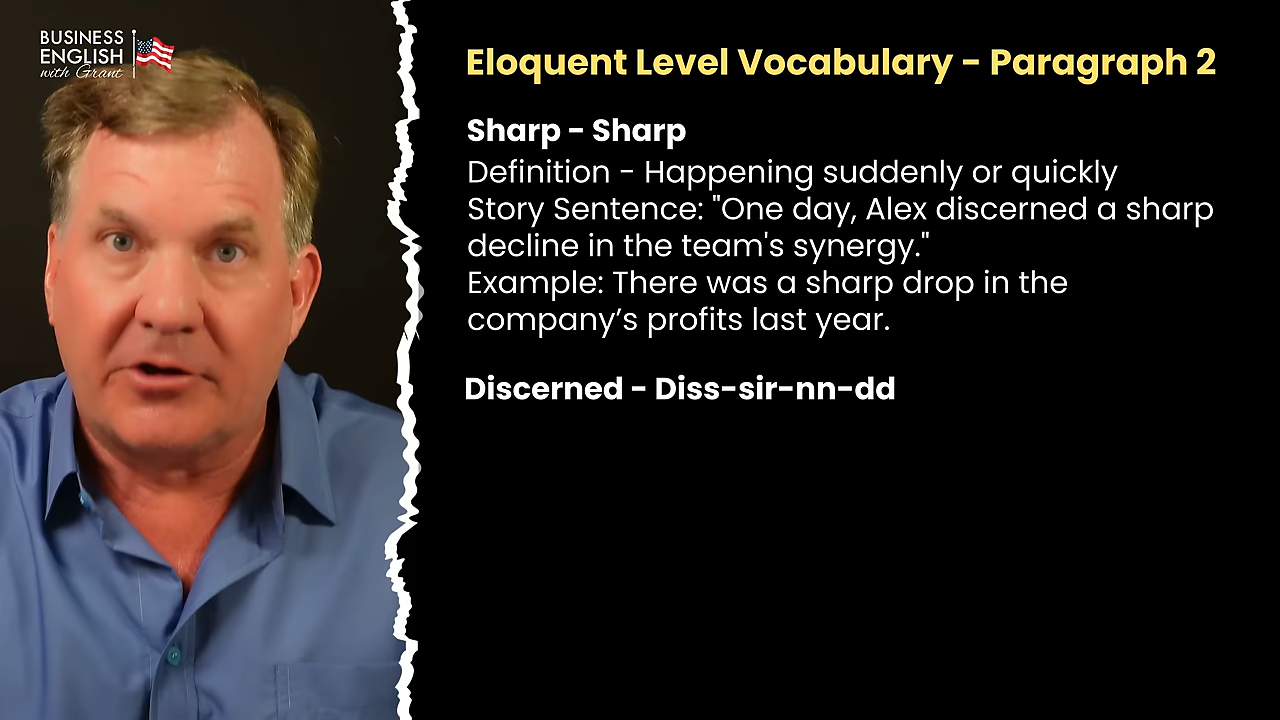 BUSINESS
ENGLISH
with Grant
Eloquent Level Vocabulary - Paragraph 2
Sharp - Sharp
Definition - Happening suddenly or quickly
Story Sentence: "One day, Alex discerned a sharp
decline in the team's synergy."
Example: There was a sharp drop in the
company’s profits last year.
Discerned - Diss-sir-nn-dd